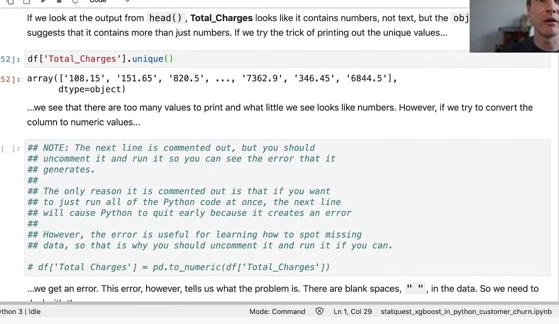 Code
If we look at the output from head(), Total_Charges looks like it contains numbers, not text, but the obj
suggests that it contains more than just numbers. If we try the trick of printing out the unique values...
52]: df['Total_Charges'].unique()
52]: array(['108.15', '151.65', '820.5', ..., '7362.9', '346.45', '6844.5'],
dtype=object)
...we see that there are too many values to print and what little we see looks like numbers. However, if we try to convert the
column to numeric values...
[ ]: ## NOTE: The next line is commented out, but you should
## uncomment it and run it so you can see the error that it
## generates.
##
## The only reason it is commented out is that if you want
## to just run all of the Python code at once, the next line
## will cause Python to quit early because it creates an error
##
## However, the error is useful for learning how to spot missing
## data, so that is why you should uncomment it and run it if you can.
# df['Total Charges'] = pd.to_numeric(df['Total_Charges'])
...we get an error. This error, however, tells us what the problem is. There are blank spaces, " ", in the data. So we need to
thon 3 | Idle
Mode: Command
Ln 1, Col 29
statquest_xgboost_in_python_customer_churn.ipynb